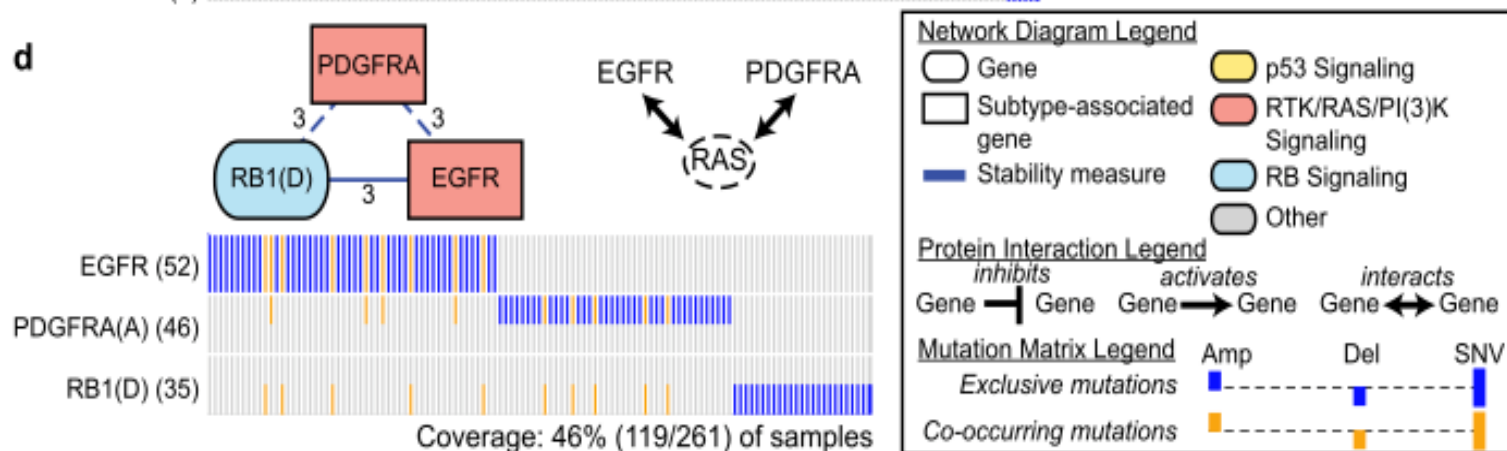 d
PDGFRA
3
3
RB1(D)
3
EGFR
EGFR
PDGFRA
RAS
EGFR (52)
PDGFRA(A) (46)
RB1(D) (35)
Coverage: 46% (119/261) of samples
Network Diagram Legend
Gene
Subtype-associated
gene
Stability measure
p53 Signaling
RTK/RAS/PI(3)K
Signaling
RB Signaling
Other
Protein Interaction Legend
inhibits
Gene Gene
activates
Gene Gene
interacts
Gene Gene
Mutation Matrix Legend
Amp Del SNV
Exclusive mutations
Co-occurring mutations